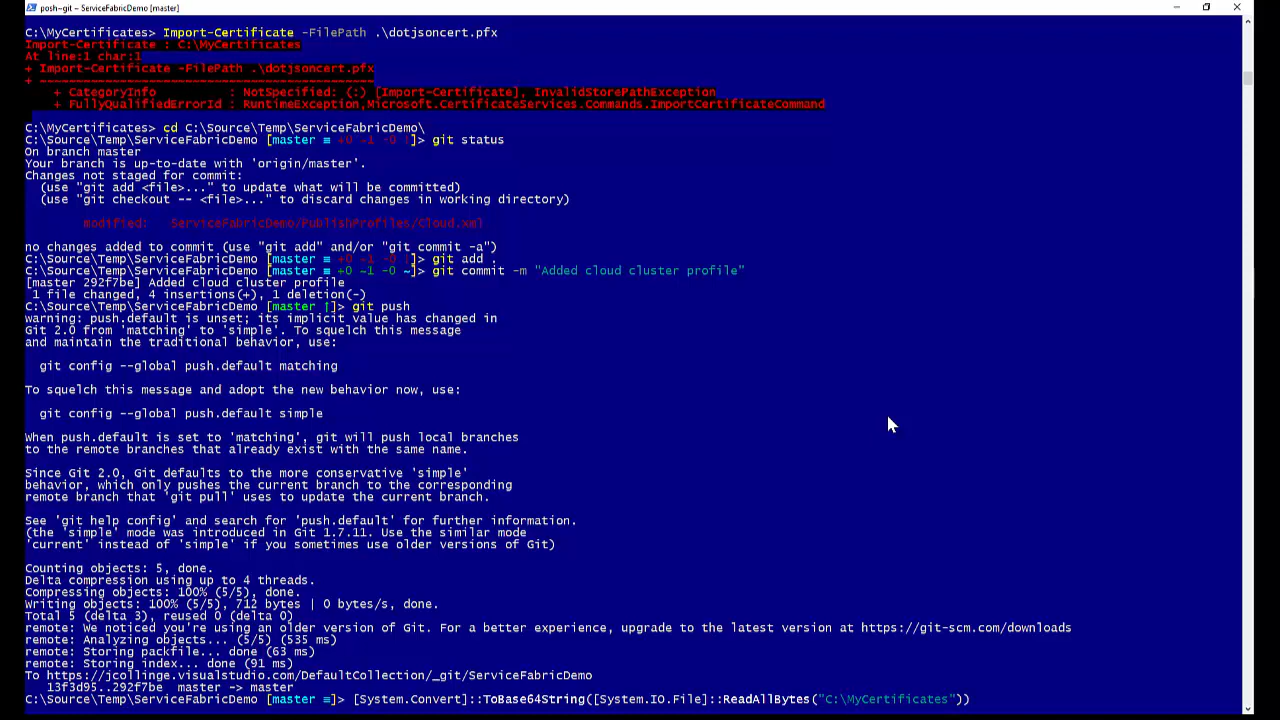 posh~git ~ ServiceFabricDemo [master]
C:\MyCertificates> Import-Certificate -FilePath .\dotjsoncert.pfx
Import-Certificate : C:\MyCertificates
At line:1 char:1
+ Import-Certificate -FilePath .\dotjsoncert.pfx
+ ~~~~~~~~~~~~~~~~~~~~~~~~~~~~~~~~~~~~~~~~~~~~~~
+ CategoryInfo : NotSpecified: (:) [Import-Certificate], InvalidStorePathException
+ FullyQualifiedErrorId : RuntimeException,Microsoft.CertificateServices.Commands.ImportCertificateCommand
C:\MyCertificates> cd C:\Source\Temp\ServiceFabricDemo\
C:\Source\Temp\ServiceFabricDemo [master ≡ +0 ~1 -0 !]> git status
On branch master
Your branch is up-to-date with 'origin/master'.
Changes not staged for commit:
(use "git add <file>..." to update what will be committed)
(use "git checkout -- <file>..." to discard changes in working directory)
modified: ServiceFabricDemo/PublishProfiles/Cloud.xml
no changes added to commit (use "git add" and/or "git commit -a")
C:\Source\Temp\ServiceFabricDemo [master ≡ +0 ~1 -0 !]> git add .
C:\Source\Temp\ServiceFabricDemo [master ≡ +0 ~1 -0 ~]> git commit -m "Added cloud cluster profile"
[master 292f7be] Added cloud cluster profile
1 file changed, 4 insertions(+), 1 deletion(-)
C:\Source\Temp\ServiceFabricDemo [master ↑]> git push
warning: push.default is unset; its implicit value has changed in
Git 2.0 from 'matching' to 'simple'. To squelch this message
and maintain the traditional behavior, use:
git config --global push.default matching
To squelch this message and adopt the new behavior now, use:
git config --global push.default simple
When push.default is set to 'matching', git will push local branches
to the remote branches that already exist with the same name.
Since Git 2.0, Git defaults to the more conservative 'simple'
behavior, which only pushes the current branch to the corresponding
remote branch that 'git pull' uses to update the current branch.
See 'git help config' and search for 'push.default' for further information.
(the 'simple' mode was introduced in Git 1.7.11. Use the similar mode
'current' instead of 'simple' if you sometimes use older versions of Git)
Counting objects: 5, done.
Delta compression using up to 4 threads.
Compressing objects: 100% (5/5), done.
Writing objects: 100% (5/5), 712 bytes | 0 bytes/s, done.
Total 5 (delta 3), reused 0 (delta 0)
remote: We noticed you're using an older version of Git. For a better experience, upgrade to the latest version at https://git-scm.com/downloads
remote: Analyzing objects... (5/5) (535 ms)
remote: Storing packfile... done (63 ms)
remote: Storing index... done (91 ms)
To https://jcollinge.visualstudio.com/DefaultCollection/_git/ServiceFabricDemo
13f3d95..292f7be master -> master
C:\Source\Temp\ServiceFabricDemo [master ≡]> [System.Convert]::ToBase64String([System.IO.File]::ReadAllBytes("C:\MyCertificates"))